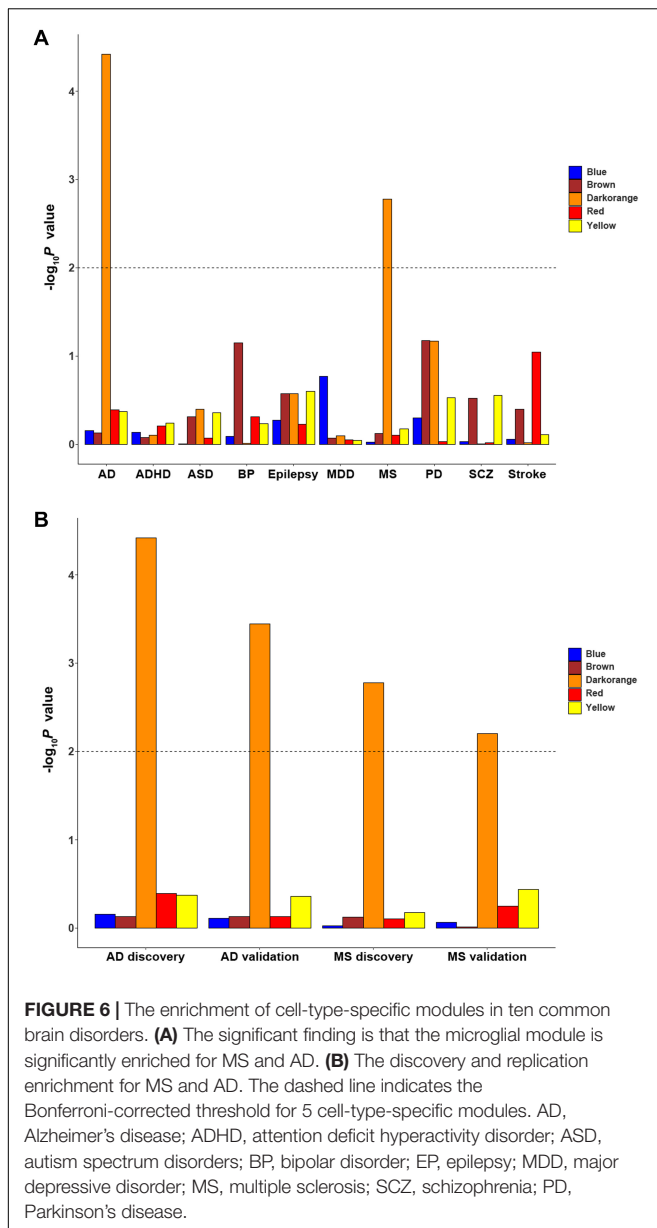 A
4
3
2
1
0
-log10P value
AD ADHD ASD BP Epilepsy MDD MS PD SCZ Stroke
Blue
Brown
Darkorange
Red
Yellow
B
4
3
2
1
0
-log10P value
AD discovery AD validation MS discovery MS validation
Blue
Brown
Darkorange
Red
Yellow
FIGURE 6 | The enrichment of cell-type-specific modules in ten common
brain disorders. (A) The significant finding is that the microglial module is
significantly enriched for MS and AD. (B) The discovery and replication
enrichment for MS and AD. The dashed line indicates the
Bonferroni-corrected threshold for 5 cell-type-specific modules. AD,
Alzheimer's disease; ADHD, attention deficit hyperactivity disorder; ASD,
autism spectrum disorders; BP, bipolar disorder; EP, epilepsy; MDD, major
depressive disorder; MS, multiple sclerosis; SCZ, schizophrenia; PD,
Parkinson's disease.